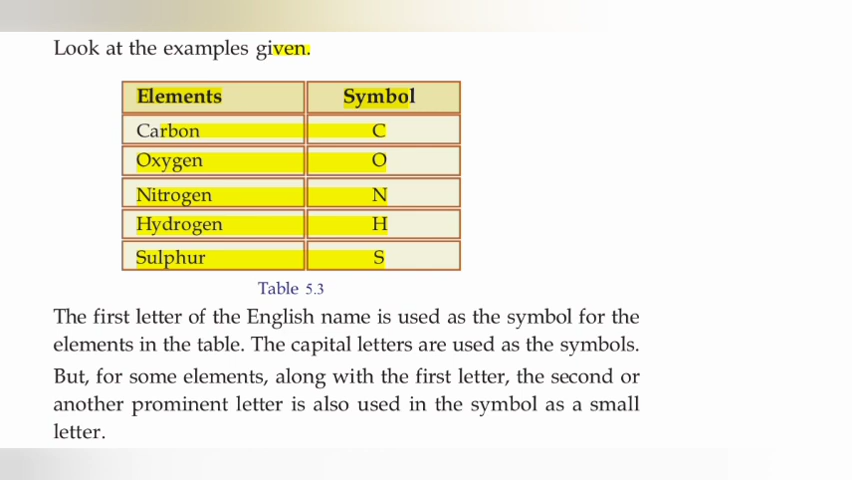 Look at the examples given.
Elements Symbol
Carbon C
Oxygen O
Nitrogen N
Hydrogen H
Sulphur S
Table 5.3
The first letter of the English name is used as the symbol for the
elements in the table. The capital letters are used as the symbols.
But, for some elements, along with the first letter, the second or
another prominent letter is also used in the symbol as a small
letter.